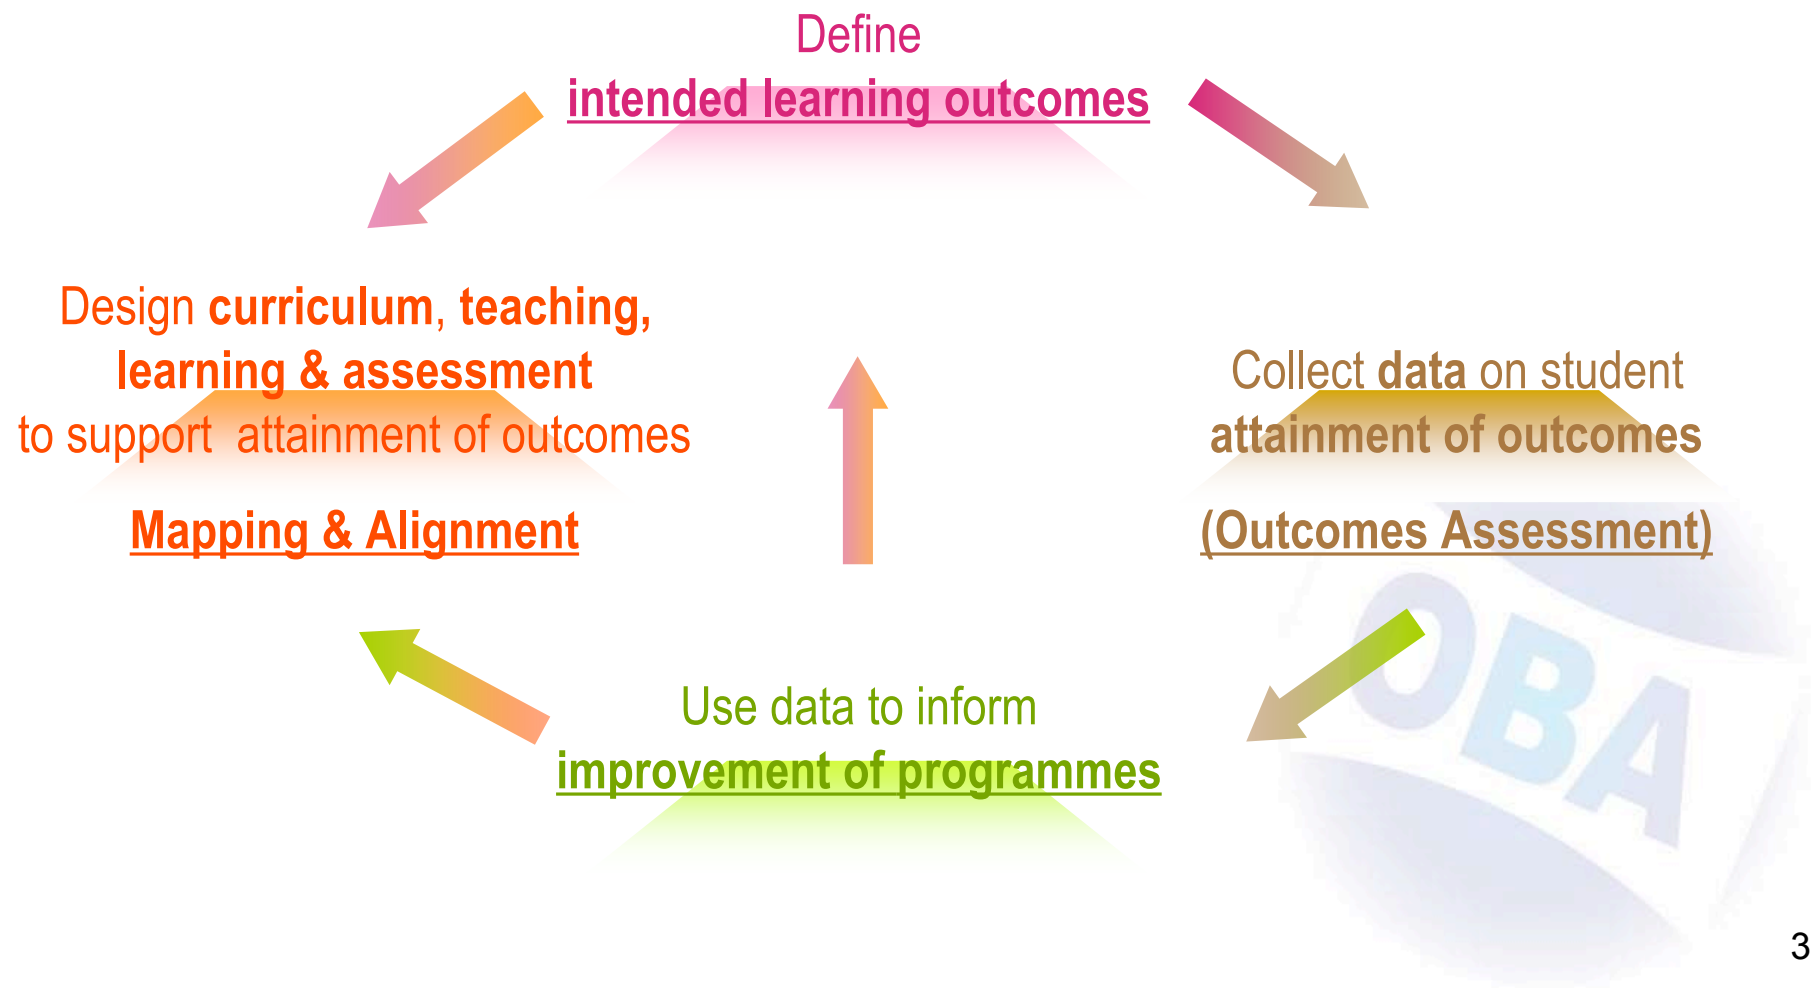 Define
intended learning outcomes
Design curriculum, teaching,
learning & assessment
to support attainment of outcomes
Mapping & Alignment
Collect data on student
attainment of outcomes
(Outcomes Assessment)
Use data to inform
improvement of programmes
OBA
3